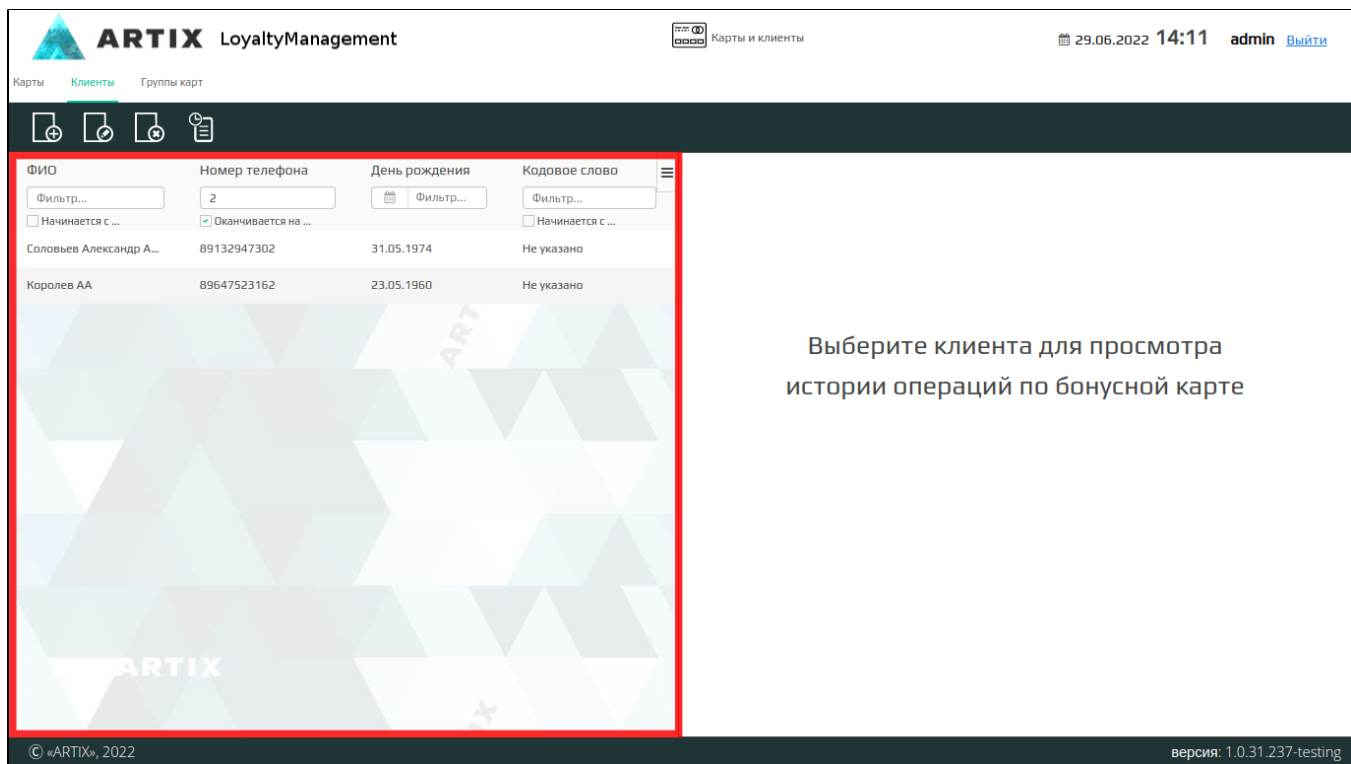 ARTIX LoyaltyManagement
Карты и клиенты
29.06.2022 14:11 admin Выйти
Карты Клиенты Группы карт
ФИО Номер телефона День рождения Кодовое слово
Фильтр... 2 Фильтр... Фильтр...
Начинается с ... Оканчивается на ... Начинается с ...
Соловьев Александр А... 89132947302 31.05.1974 Не указано
Королев АА 89647523162 23.05.1960 Не указано
ART
ARTIX
IX
Выберите клиента для просмотра
истории операций по бонусной карте
© «ARTIX», 2022
версия: 1.0.31.237-testing